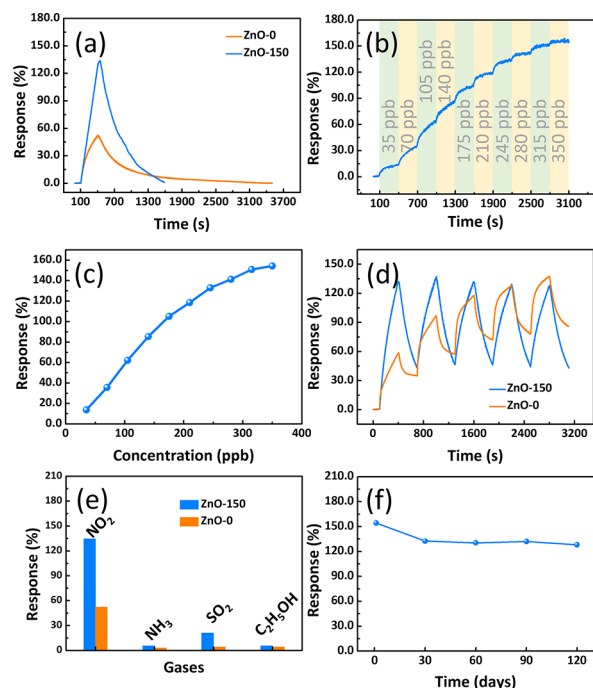 (a)
ZnO-0
ZnO-150
Response (%)
180.0
150.0
120.0
90.0
60.0
30.0
0.0
100 700 1300 1900 2500 3100 3700
Time (s)
(b)
Response (%)
180.0
150.0
120.0
90.0
60.0
30.0
0.0
35 ppb
70 ppb
105 ppb
140 ppb
175 ppb
210 ppb
245 ppb
280 ppb
315 ppb
350 ppb
100 700 1300 1900 2500 3100
Time (s)
(c)
Response (%)
160.0
140.0
120.0
100.0
80.0
60.0
40.0
20.0
0.0
0 100 200 300 400
Concentration (ppb)
(d)
Response (%)
150.0
120.0
90.0
60.0
30.0
0.0
ZnO-150
ZnO-0
0 800 1600 2400 3200
Time (s)
(e)
ZnO-150
ZnO-0
Response (%)
210
180
150
120
90
60
30
0
NO₂
NH₃
SO₂
C₂H₅OH
Gases
(f)
Response (%)
210.0
180.0
150.0
120.0
90.0
60.0
30.0
0.0
0 30 60 90 120
Time (days)